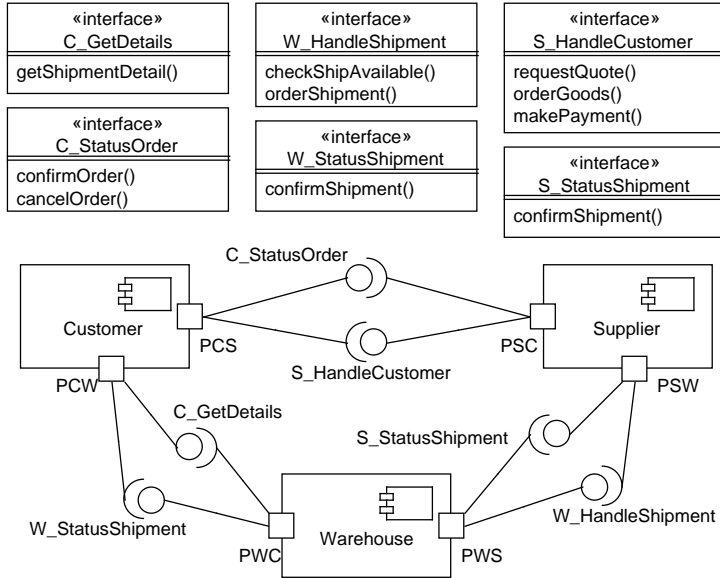 «interface»
C_GetDetails
getShipmentDetail()
«interface»
W_HandleShipment
checkShipAvailable()
orderShipment()
«interface»
S_HandleCustomer
requestQuote()
orderGoods()
makePayment()
«interface»
C_StatusOrder
confirmOrder()
cancelOrder()
«interface»
W_StatusShipment
confirmShipment()
«interface»
S_StatusShipment
confirmShipment()
C_StatusOrder
Customer
Supplier
PCS
PSC
S_HandleCustomer
PCW
PSW
C_GetDetails
S_StatusShipment
W_StatusShipment
W_HandleShipment
Warehouse
PWC
PWS